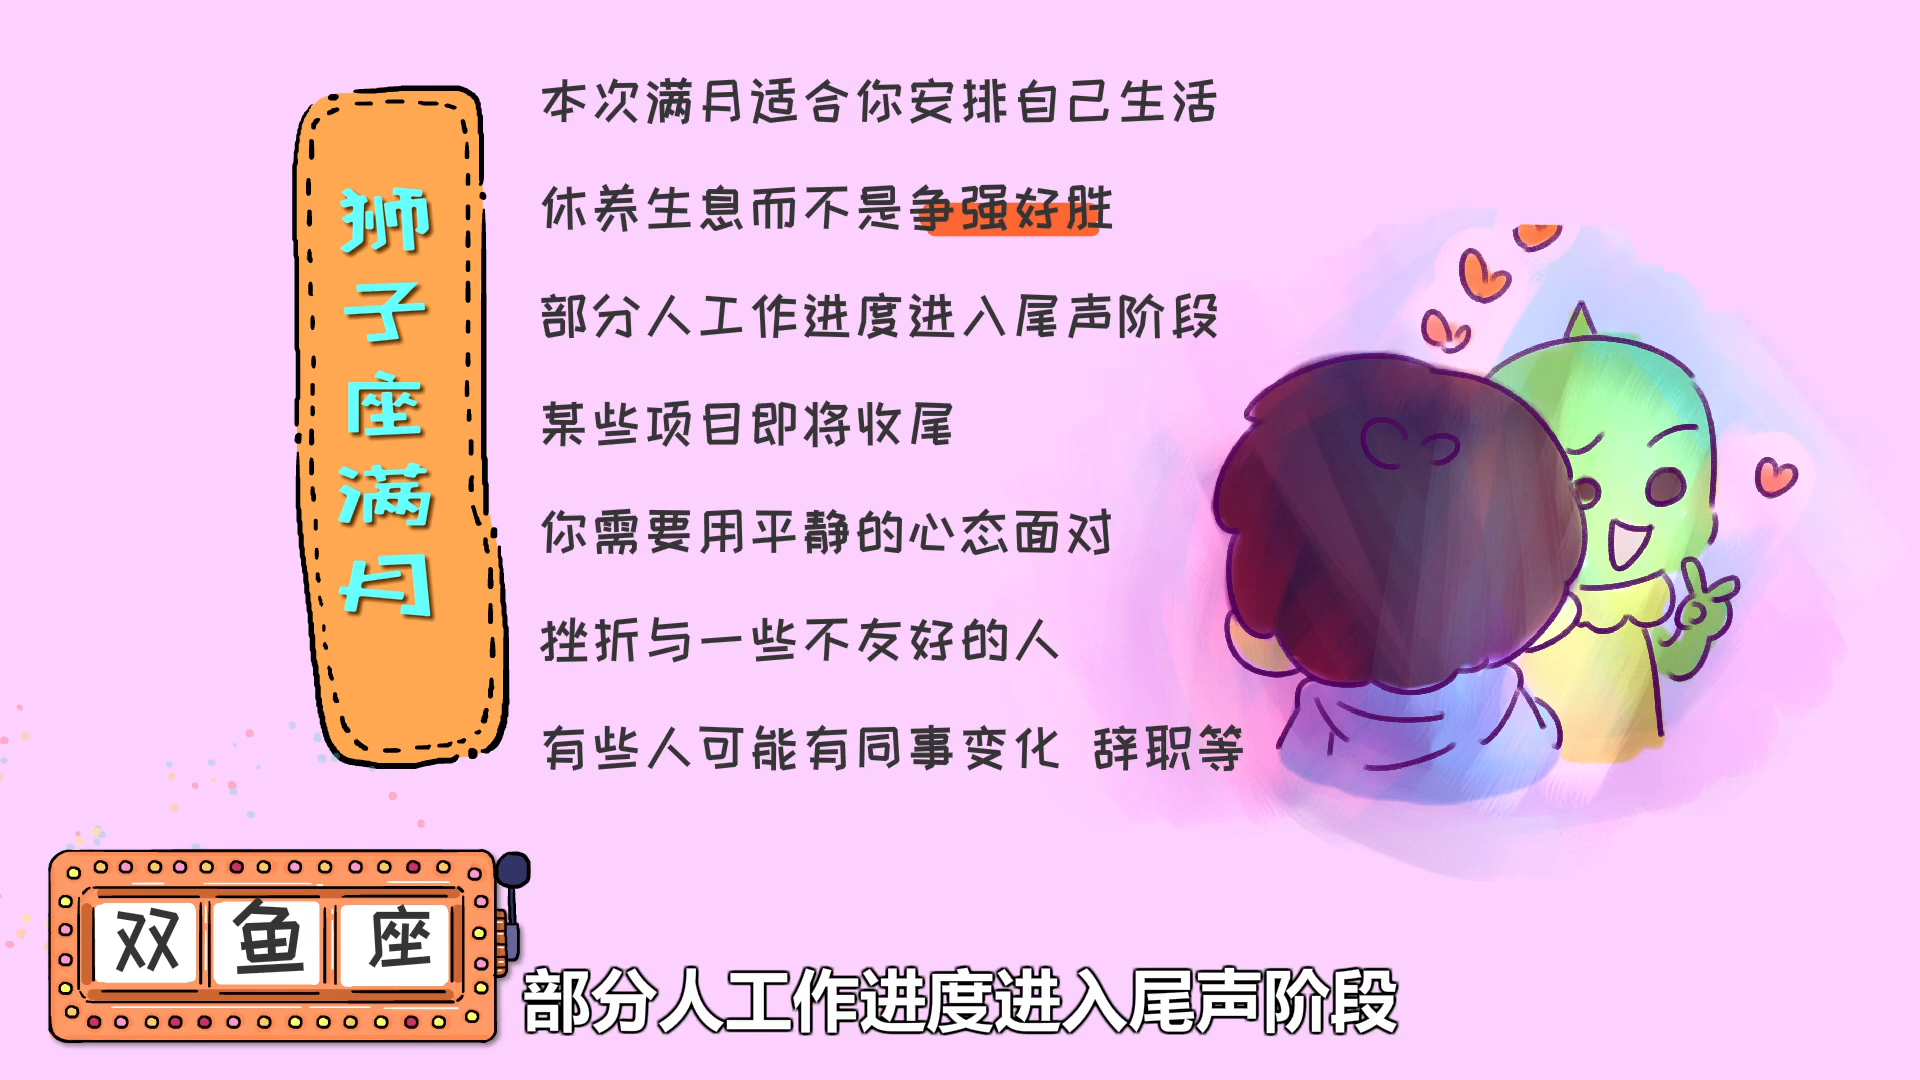 狮子座满月
本次满月适合你安排自己生活
休养生息而不是争强好胜
部分人工作进度进入尾声阶段
某些项目即将收尾
你需要用平静的心态面对
挫折与一些不友好的人
有些人可能有同事变化 辞职等
双鱼座
部分人工作进度进入尾声阶段